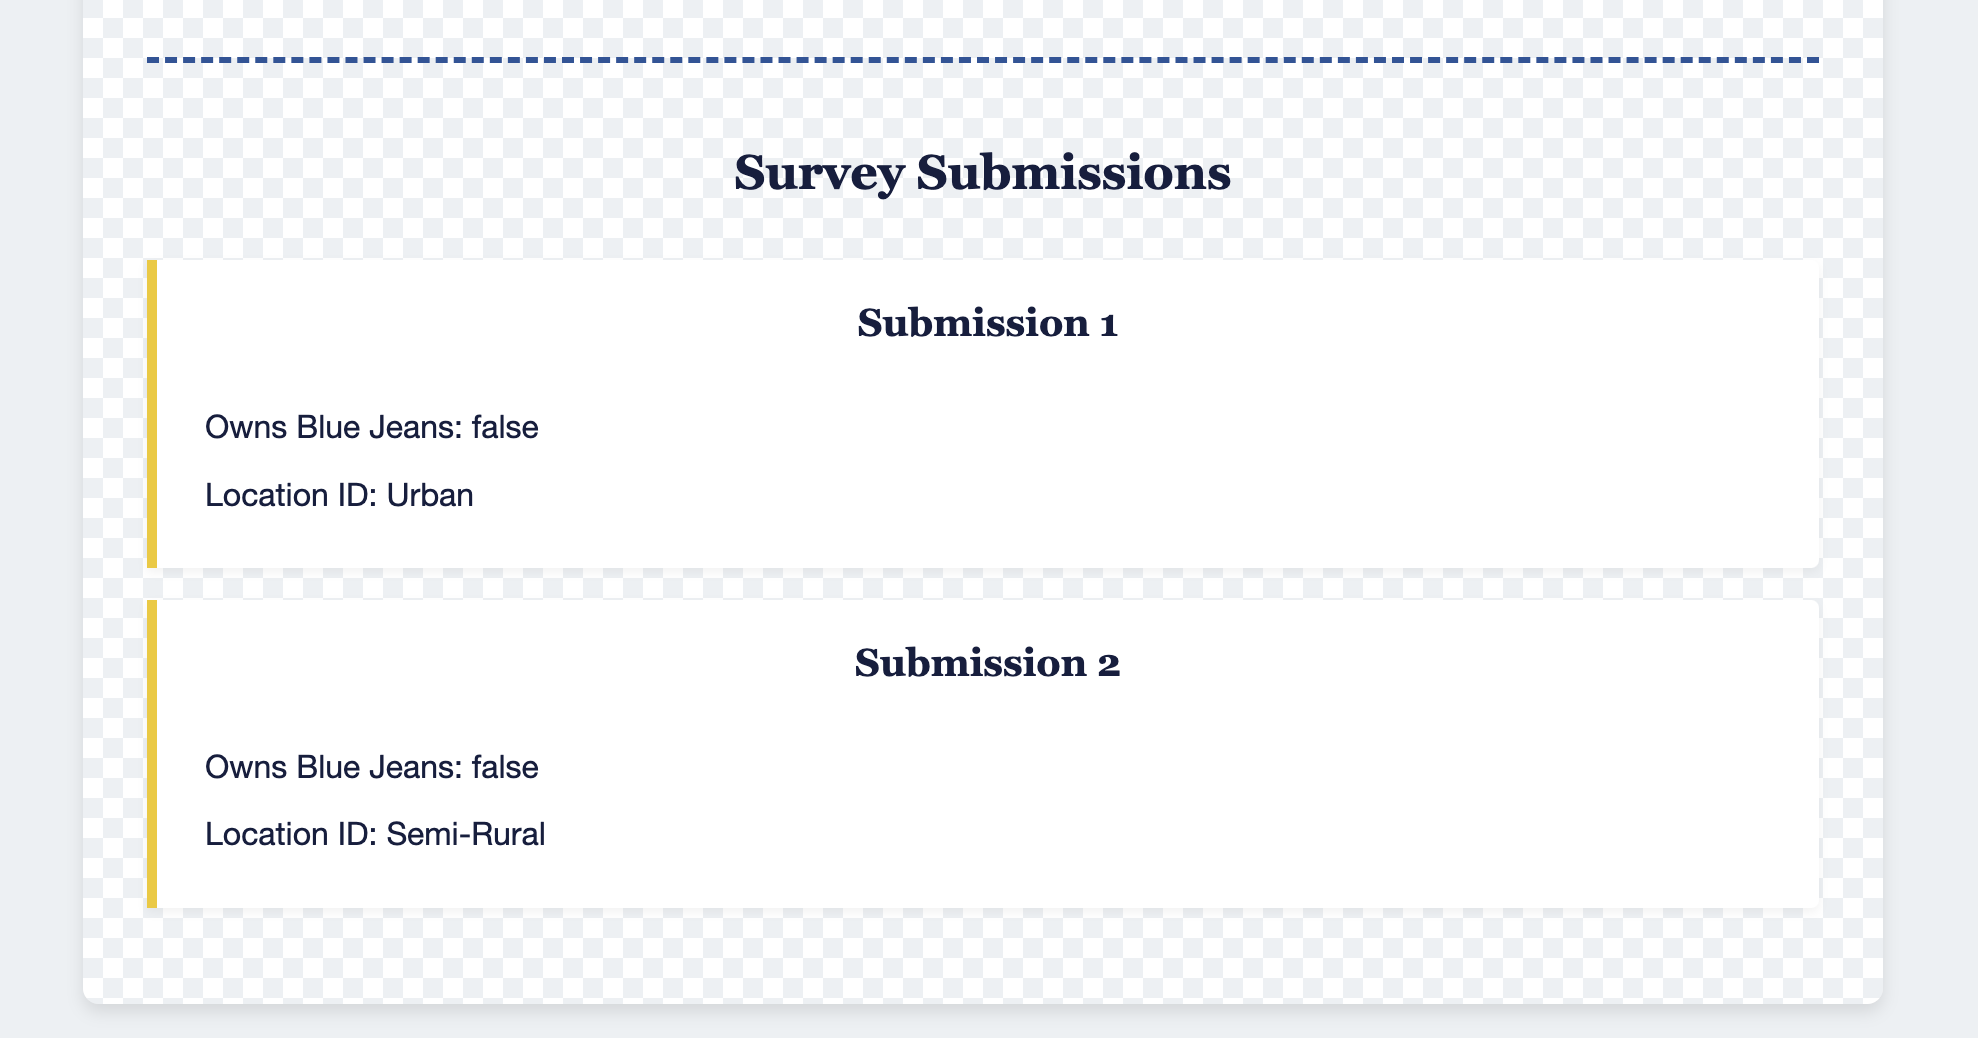 Survey Submissions
Submission 1
Owns Blue Jeans: false
Location ID: Urban
Submission 2
Owns Blue Jeans: false
Location ID: Semi-Rural